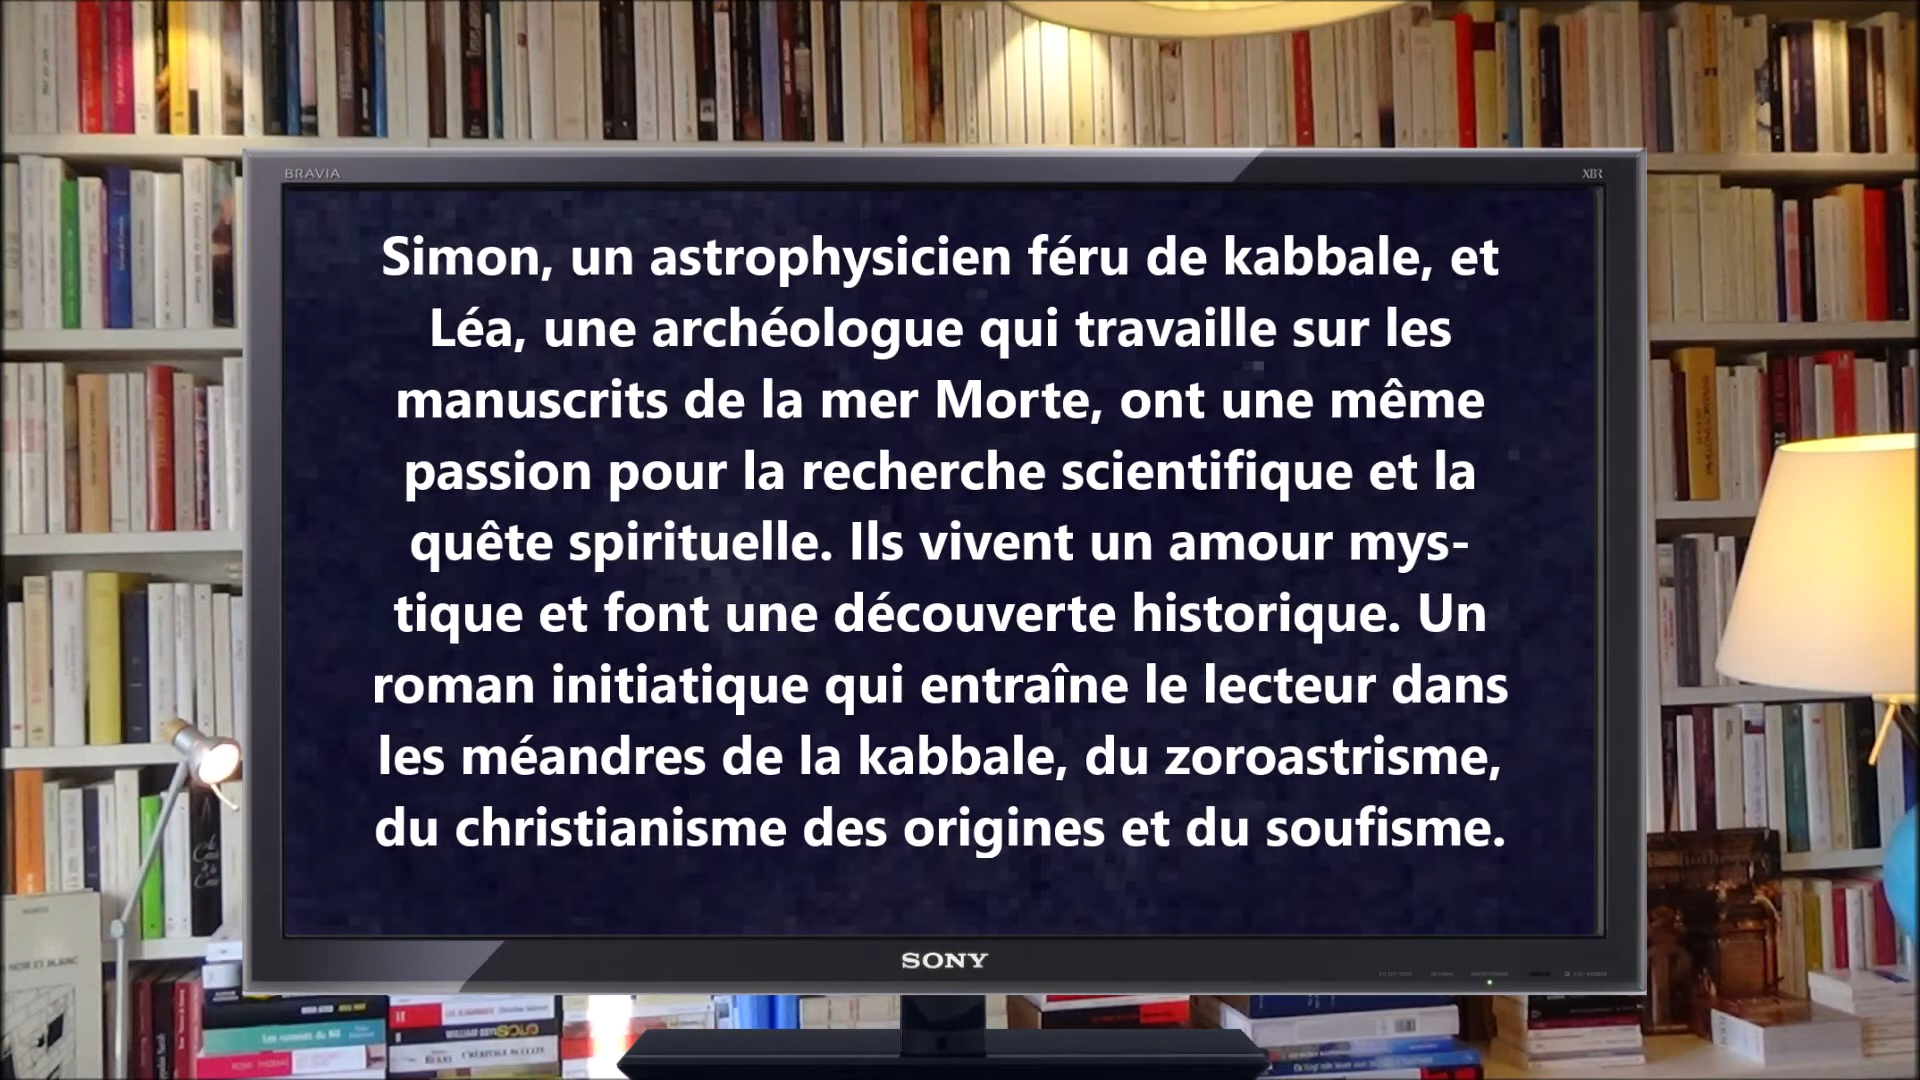 BRAVIA
XBR
Simon, un astrophysicien féru de kabbale, et
Léa, une archéologue qui travaille sur les
manuscrits de la mer Morte, ont une même
passion pour la recherche scientifique et la
quête spirituelle. Ils vivent un amour mys-
tique et font une découverte historique. Un
roman initiatique qui entraîne le lecteur dans
les méandres de la kabbale, du zoroastrisme,
du christianisme des origines et du soufisme.
SONY